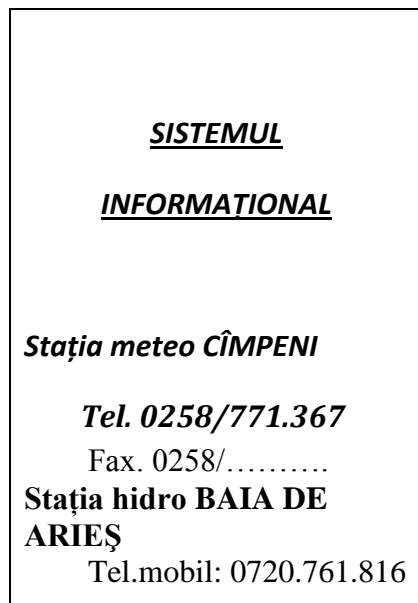 SISTEMUL
INFORMAȚIONAL
Stația meteo CÎMPENI
Tel. 0258/771.367
Fax. 0258/……….
Stația hidro BAIA DE
ARIEŞ
Tel.mobil: 0720.761.816